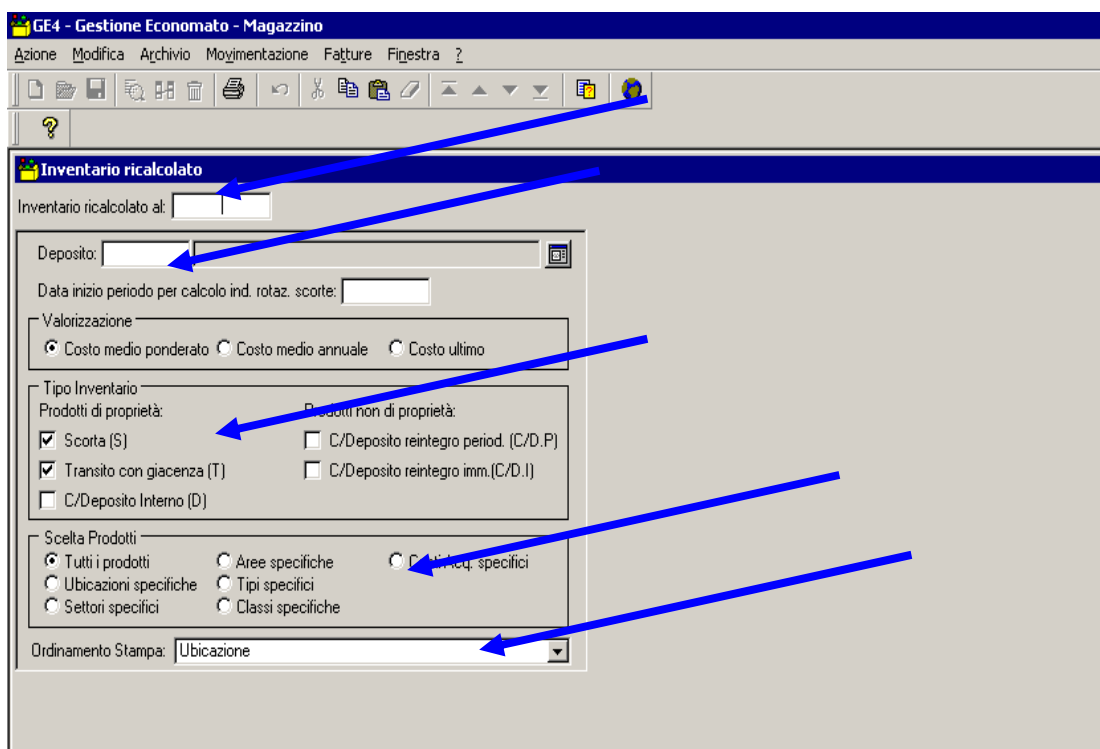 GE4 - Gestione Economato - Magazzino
Azione Modifica Archivio Movimentazione Fatture Finestra ?
Inventario ricalcolato
Inventario ricalcolato al:
Deposito:
Data inizio periodo per calcolo ind. rotaz. scorte:
Valorizzazione
Costo medio ponderato Costo medio annuale Costo ultimo
Tipo Inventario
Prodotti di proprietà: Prodotti non di proprietà:
Scorta (S) C/Deposito reintegro period. (C/D.P)
Transito con giacenza (T) C/Deposito reintegro imm.(C/D.I)
C/Deposito Interno (D)
Scelta Prodotti
Tutti i prodotti Aree specifiche specifici
Ubicazioni specifiche Tipi specifici
Settori specifici Classi specifiche
Ordinamento Stampa: Ubicazione